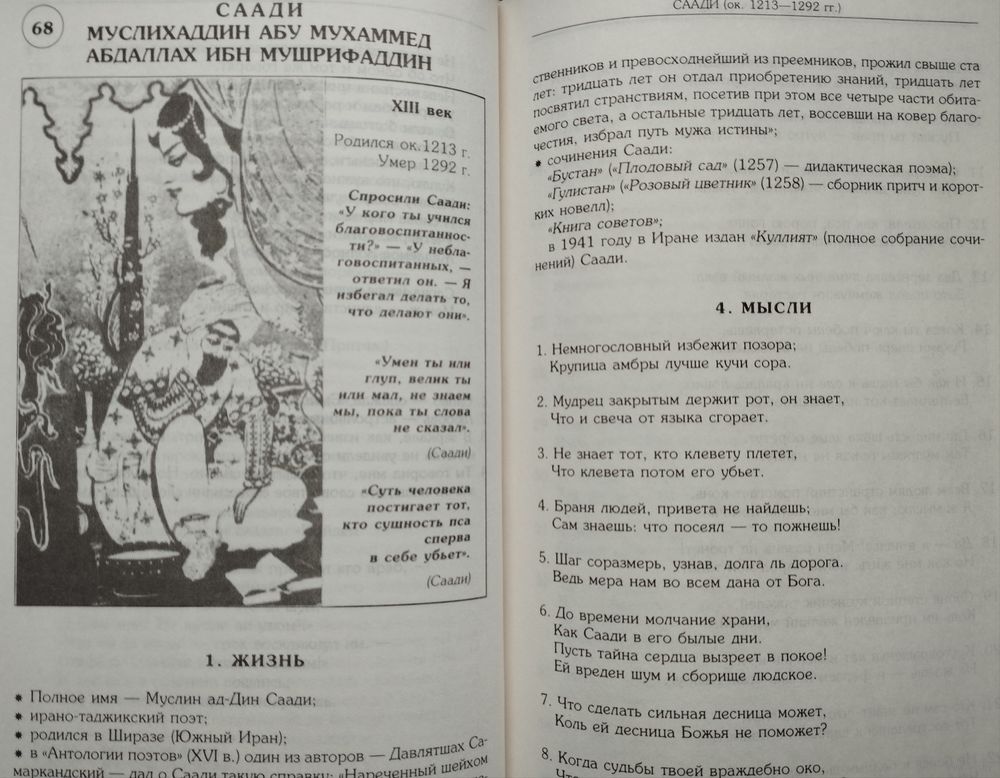 68
СААДИ
МУСЛИХАДДИН АБУ МУХАММЕД
АБДАЛЛАХ ИБН МУШРИФАДДИН
XIII век
Родился ок.1213 г.
Умер 1292 г.
Спросили Саади:
«У кого ты учился
благовоспитаннос-
ти?» — «У небла-
говоспитанных, —
ответил он. — Я
избегал делать то,
что делают они».
«Умен ты или
глуп, велик ты
или мал, не знаем
мы, пока ты слова
не сказал».
(Саади)
«Суть человека
постигает тот,
кто сущность пса
сперва
в себе убьет».
(Саади)
1. ЖИЗНЬ
* Полное имя — Муслин ад-Дин Саади;
* ирано-таджикский поэт;
* родился в Ширазе (Южный Иран);
* в «Антологии поэтов» (XVI в.) один из авторов — Давлятшах Са-
маркандский — дал о Саади такую справку: «Нареченный шейхом
СААДИ (ок. 1213—1292 гг.)
ственников и превосходнейший из преемников, прожил свыше ста
лет: тридцать лет он отдал приобретению знаний, тридцать лет
посвятил странствиям, посетив при этом все четыре части обита-
емого света, а остальные тридцать лет, воссевши на ковер благо-
честия, избрал путь мужа истины»;
* сочинения Саади:
«Бустан» («Плодовый сад» (1257) — дидактическая поэма);
«Гулистан» («Розовый цветник» (1258) — сборник притч и корот-
ких новелл);
«Книга советов»;
в 1941 году в Иране издан «Куллият» (полное собрание сочи-
нений) Саади.
4. МЫСЛИ
1. Немногословный избежит позора;
Крупица амбры лучше кучи сора.
2. Мудрец закрытым держит рот, он знает,
Что и свеча от языка сгорает.
3. Не знает тот, кто клевету плетет,
Что клевета потом его убьет.
4. Браня людей, привета не найдешь;
Сам знаешь: что посеял — то пожнешь!
5. Шаг соразмерь, узнав, долга ль дорога.
Ведь мера нам во всем дана от Бога.
6. До времени молчание храни,
Как Саади в его былые дни.
Пусть тайна сердца вызреет в покое!
Ей вреден шум и сборище людское.
7. Что сделать сильная десница может,
Коль ей десница Божья не поможет?
8. Когда судьбы твоей враждебно око,